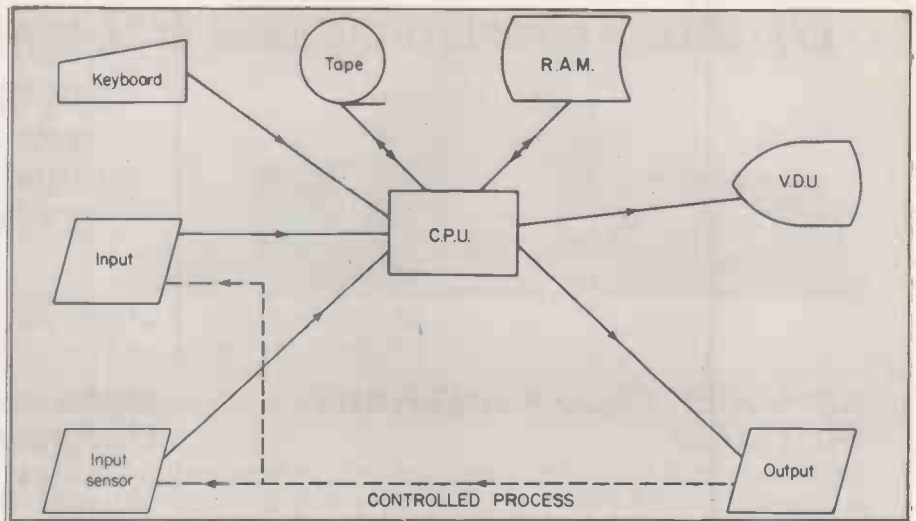 Keyboard
Tape
R.A.M.
V.D.U.
C.P.U.
Input
Input
sensor
Output
CONTROLLED PROCESS